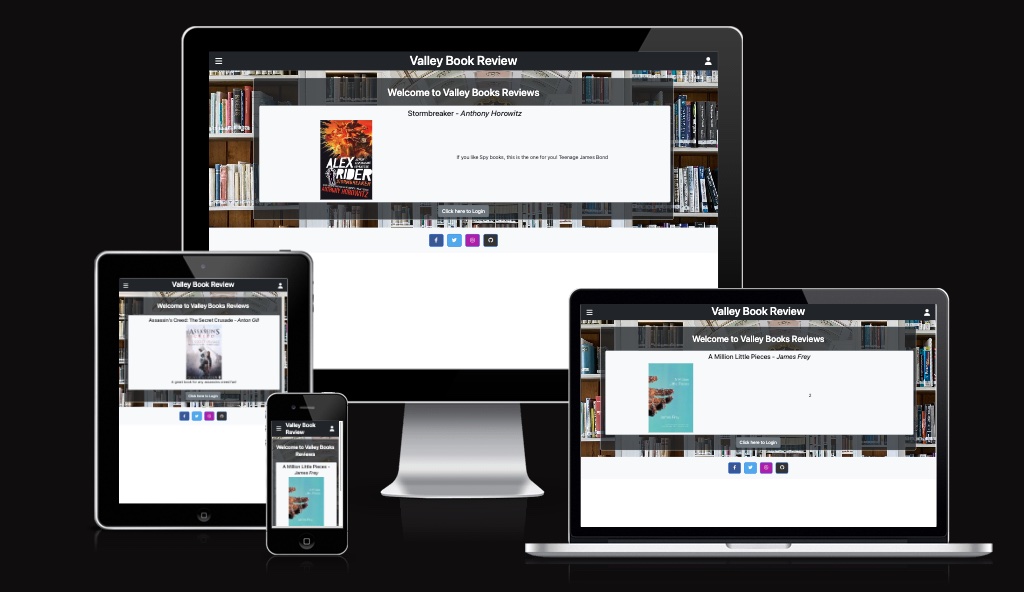 Valley Book Review
Welcome to Valley Books Reviews
Stormbreaker - Anthony Horowitz
ALEX
RIDER
STORMBREAKER
ANTHONY HOROWITZ
If you like Spy books, this is the one for you! Teenage James Bond
Click here to Login
Valley Book Review
Welcome to Valley Books Reviews
Assassin's Creed: The Secret Crusade - Anton Gill
A great book for any assassins creed fan!
Click here to Login
Valley Book
Review
Welcome to Valley Books
Reviews
A Million Little Pieces -
James Frey
Valley Book Review
Welcome to Valley Books Reviews
A Million Little Pieces - James Frey
2
Click here to Login